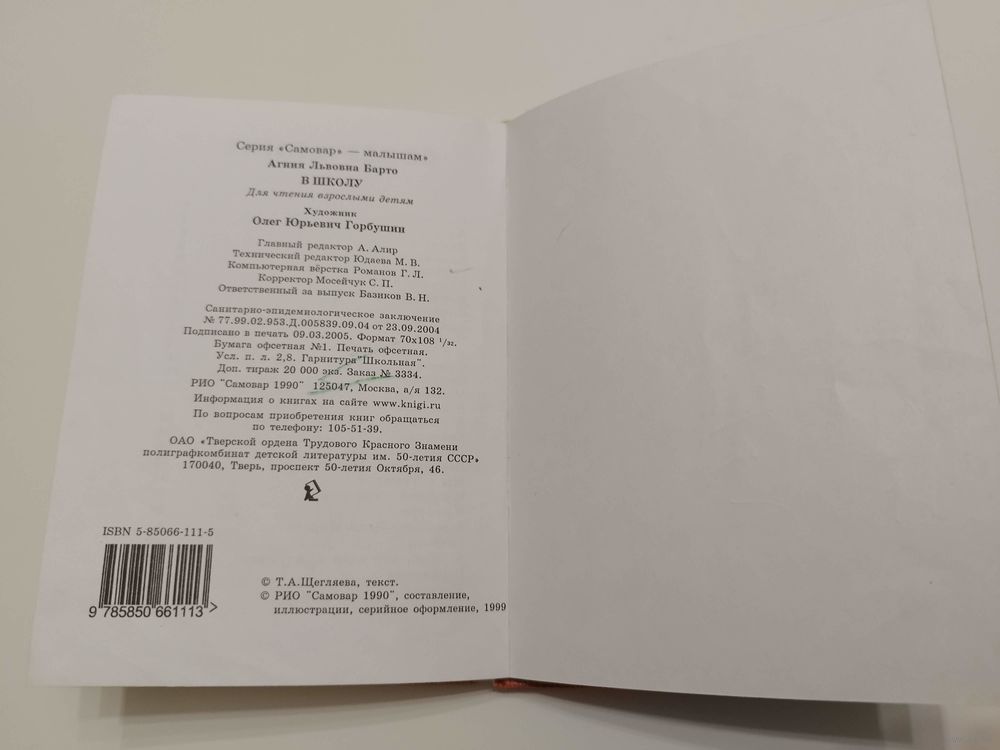 Серия «Самовар» — малышам»
Агния Львовна Барто
В ШКОЛУ
Для чтения взрослыми детям
Художник
Олег Юрьевич Горбушин
Главный редактор А. Алир
Технический редактор Юдаева М. В.
Компьютерная вёрстка Романов Г. Л.
Корректор Мосейчук С. П.
Ответственный за выпуск Базиков В. Н.
Санитарно-эпидемиологическое заключение
№ 77.99.02.953.Д.005839.09.04 от 23.09.2004
Подписано в печать 09.03.2005. Формат 70х108 ¹/₃₂.
Бумага офсетная №1. Печать офсетная.
Усл. п. л. 2,8. Гарнитура"Школьная".
Доп. тираж 20 000 экз. Заказ № 3334.
РИО "Самовар 1990" 125047, Москва, а/я 132.
Информация о книгах на сайте www.knigi.ru
По вопросам приобретения книг обращаться
по телефону: 105-51-39.
ОАО «Тверской ордена Трудового Красного Знамени
полиграфкомбинат детской литературы им. 50-летия СССР»
170040, Тверь, проспект 50-летия Октября, 46.
ISBN 5-85066-111-5
9 785850 661113 >
© Т.А.Щегляева, текст.
© РИО "Самовар 1990", составление,
иллюстрации, серийное оформление, 1999